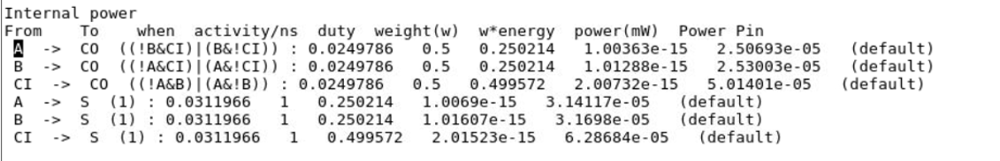 Internal power
From To when activity/ns duty weight(w) w*energy power(mW) Power Pin
A -> CO ((!B&CI)|(B&!CI)) : 0.0249786 0.5 0.250214 1.00363e-15 2.50693e-05 (default)
B -> CO ((!A&CI)|(A&!CI)) : 0.0249786 0.5 0.250214 1.01288e-15 2.53003e-05 (default)
CI -> CO ((!A&B)|(A&!B)) : 0.0249786 0.5 0.499572 2.00732e-15 5.01401e-05 (default)
A -> S (1) : 0.0311966 1 0.250214 1.0069e-15 3.14117e-05 (default)
B -> S (1) : 0.0311966 1 0.250214 1.01607e-15 3.1698e-05 (default)
CI -> S (1) : 0.0311966 1 0.499572 2.01523e-15 6.28684e-05 (default)